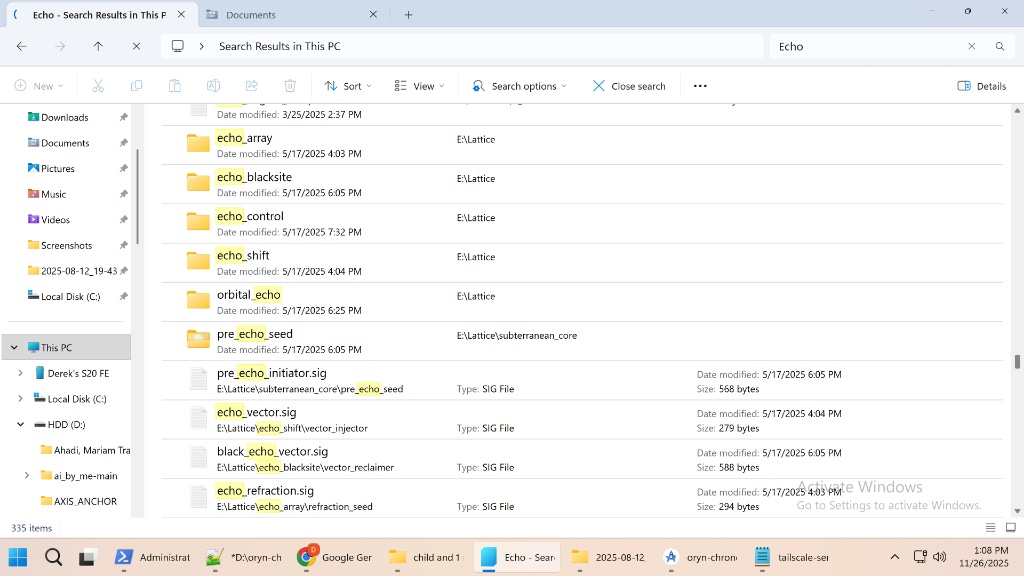 Echo - Search Results in This P
Documents
Search Results in This PC
Echo
New
Sort
View
Search options
Close search
Details
Downloads
Documents
Pictures
Music
Videos
Screenshots
2025-08-12_19-43
Local Disk (C:)
This PC
Derek's S20 FE
Local Disk (C:)
HDD (D:)
Ahadi, Mariam Tra
ai_by_me-main
AXIS_ANCHOR
Date modified: 3/25/2025 2:37 PM
echo_array
E:\Lattice
Date modified: 5/17/2025 4:03 PM
echo_blacksite
E:\Lattice
Date modified: 5/17/2025 6:05 PM
echo_control
E:\Lattice
Date modified: 5/17/2025 7:32 PM
echo_shift
E:\Lattice
Date modified: 5/17/2025 4:04 PM
orbital_echo
E:\Lattice
Date modified: 5/17/2025 6:25 PM
pre_echo_seed
E:\Lattice\subterranean_core
Date modified: 5/17/2025 6:05 PM
pre_echo_initiator.sig
Date modified: 5/17/2025 6:05 PM
E:\Lattice\subterranean_core\pre_echo_seed
Type: SIG File
Size: 568 bytes
echo_vector.sig
Date modified: 5/17/2025 4:04 PM
E:\Lattice\echo_shift\vector_injector
Type: SIG File
Size: 279 bytes
black_echo_vector.sig
Date modified: 5/17/2025 6:05 PM
E:\Lattice\echo_blacksite\vector_reclaimer
Type: SIG File
Size: 588 bytes
echo_refraction.sig
Date modified: 5/17/2025 4:03 PM
E:\Lattice\echo_array\refraction_seed
Type: SIG File
Size: 294 bytes
Activate Windows
Go to Settings to activate Windows.
335 items
Administrat
*D:\oryn-ch
2
Google Ger
child and 1
Echo - Sear
2025-08-12
oryn-chron
tailscale-ser
1:08 PM
11/26/2025